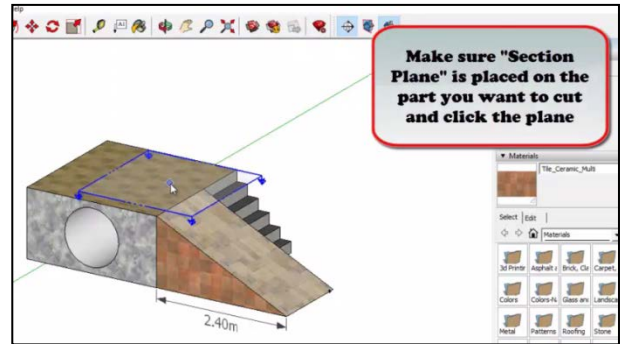 elp
Make sure "Section
Plane" is placed on the
part you want to cut
and click the plane
Materials
Tile_Ceramic_Multi
Select Edit
Materials
3d Printi Asphalt a Brick, Cla Carpet,
Colors Colors-N Glass an Landsca
Metal Patterns Roofing Stone
2.40m